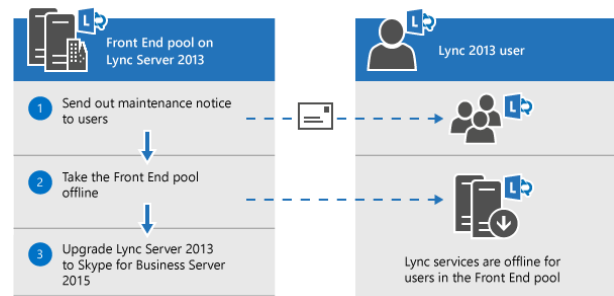 Front End pool on
Lync Server 2013
Lync 2013 user
1
Send out maintenance notice
to users
2
Take the Front End pool
offline
3
Upgrade Lync Server 2013
to Skype for Business Server
2015
Lync services are offline for
users in the Front End pool
L
L
L
L